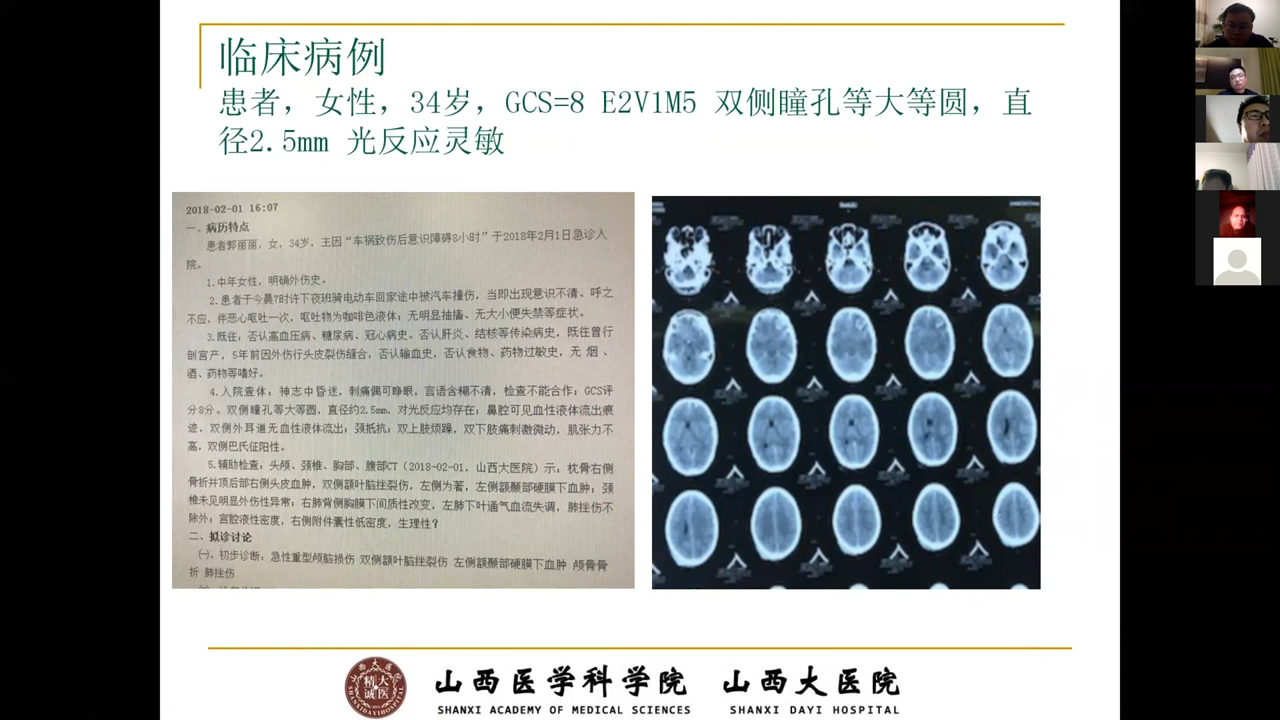 临床病例
患者，女性，34岁，GCS=8 E2V1M5 双侧瞳孔等大等圆，直
径2.5mm 光反应灵敏
2018-02-01 16:07
一、病历特点
患者郭丽丽，女，34岁，主因“车祸致伤后意识障碍8小时”于2018年2月1日急诊入
院。
1.中年女性，明确外伤史。
2.患者于今晨7时许下夜班骑电动车回家途中被汽车撞伤，当即出现意识不清、呼之
不应，伴恶心呕吐一次，呕吐物为咖啡色液体；无明显抽搐、无大小便失禁等症状。
3.既往，否认高血压病、糖尿病、冠心病史。否认肝炎、结核等传染病史，既往曾行
剖宫产，5年前因外伤行头皮裂伤缝合，否认输血史，否认食物、药物过敏史，无 烟 、
酒、药物等嗜好。
4.入院查体：神志中昏迷，刺痛偶可睁眼，言语含糊不清，检查不能合作；GCS评
分8分。双侧瞳孔等大等圆，直径约2.5mm，对光反应均存在；鼻腔可见血性液体流出痕
迹，双侧外耳道无血性液体流出；颈抵抗；双上肢烦躁，双下肢痛刺激微动，肌张力不
高，双侧巴氏征阳性。
5.辅助检查：头颅、颈椎、胸部、腹部CT（2018-02-01，山西大医院）示：枕骨右侧
骨折并顶后部右侧头皮血肿，双侧额叶脑挫裂伤，左侧为著，左侧额颞部硬膜下血肿；颈
椎未见明显外伤性异常；右肺背侧胸膜下间质性改变，左肺下叶通气血流失调，肺挫伤不
除外；宫腔液性密度，右侧附件囊性低密度，生理性？
二、拟诊讨论
㈠、初步诊断：急性重型颅脑损伤 双侧额叶脑挫裂伤 左侧额颞部硬膜下血肿 颅骨骨
折 肺挫伤
山西医学科学院 山西大医院
SHANXI ACADEMY OF MEDICAL SCIENCES SHANXI DAYI HOSPITAL